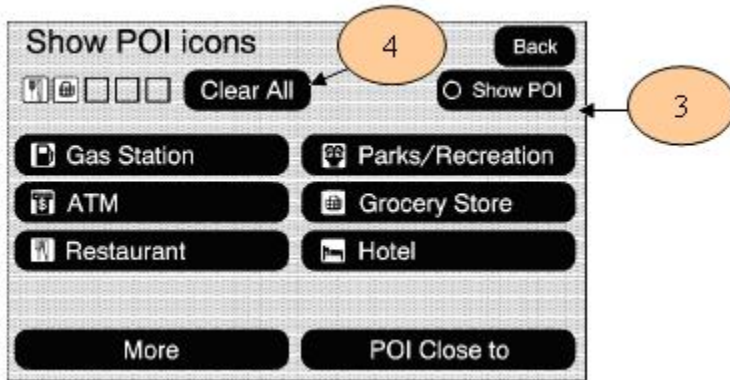 Show POI icons
4
Back
Clear All
Show POI
3
Gas Station
Parks/Recreation
ATM
Grocery Store
Restaurant
Hotel
More
POI Close to